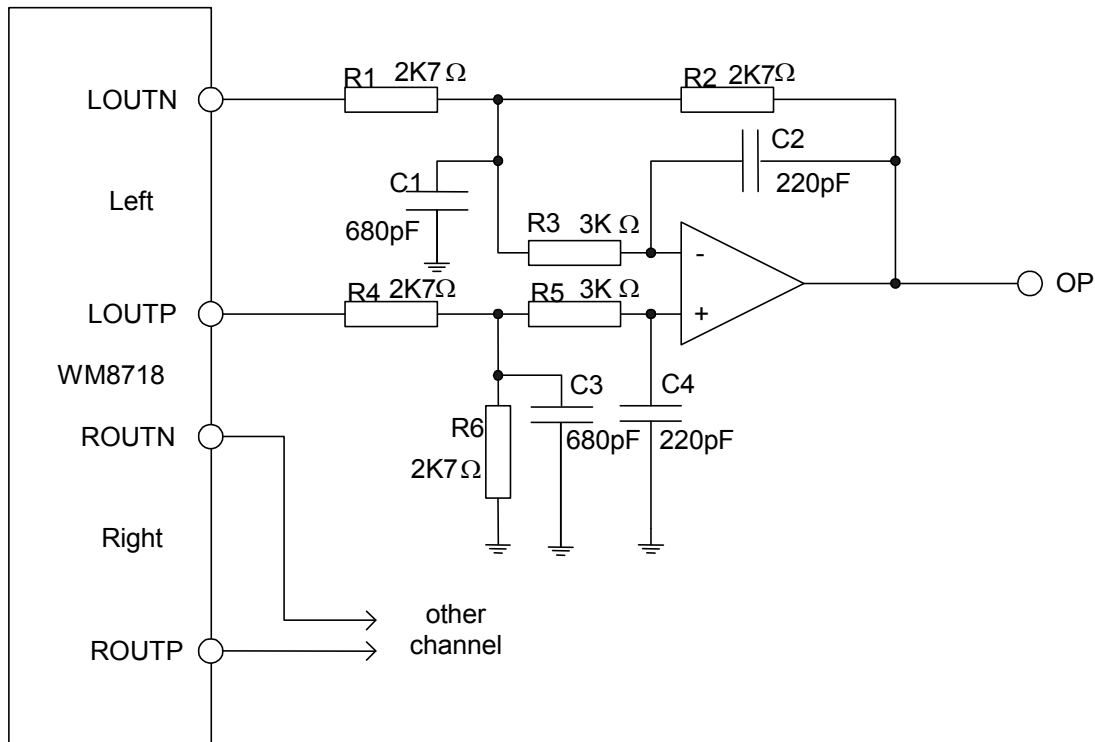 R1 2K7 Ω
R2 2K7Ω
LOUTN
C2
220pF
C1
680pF
Left
R3 3K Ω
-
LOUTP
R4 2K7Ω
R5 3K Ω
+
OP
WM8718
C3
C4
ROUTN
R6
680pF
220pF
2K7Ω
Right
other
channel
ROUTP